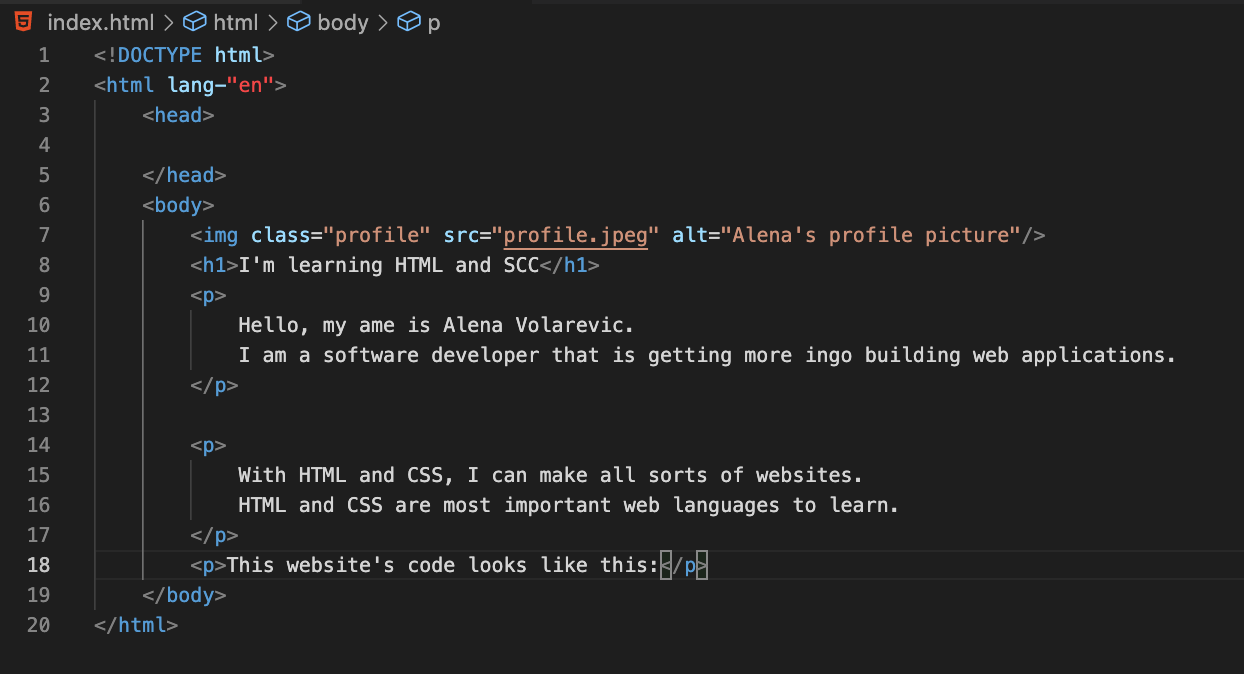 index.html > html > body > p
1 <!DOCTYPE html>
2 <html lang-"en">
3 <head>
4
5 </head>
6 <body>
7 <img class="profile" src="profile.jpeg" alt="Alena's profile picture"/>
8 <h1>I'm learning HTML and SCC</h1>
9 <p>
10 Hello, my ame is Alena Volarevic.
11 I am a software developer that is getting more ingo building web applications.
12 </p>
13
14 <p>
15 With HTML and CSS, I can make all sorts of websites.
16 HTML and CSS are most important web languages to learn.
17 </p>
18 <p>This website's code looks like this:</p>
19 </body>
20 </html>